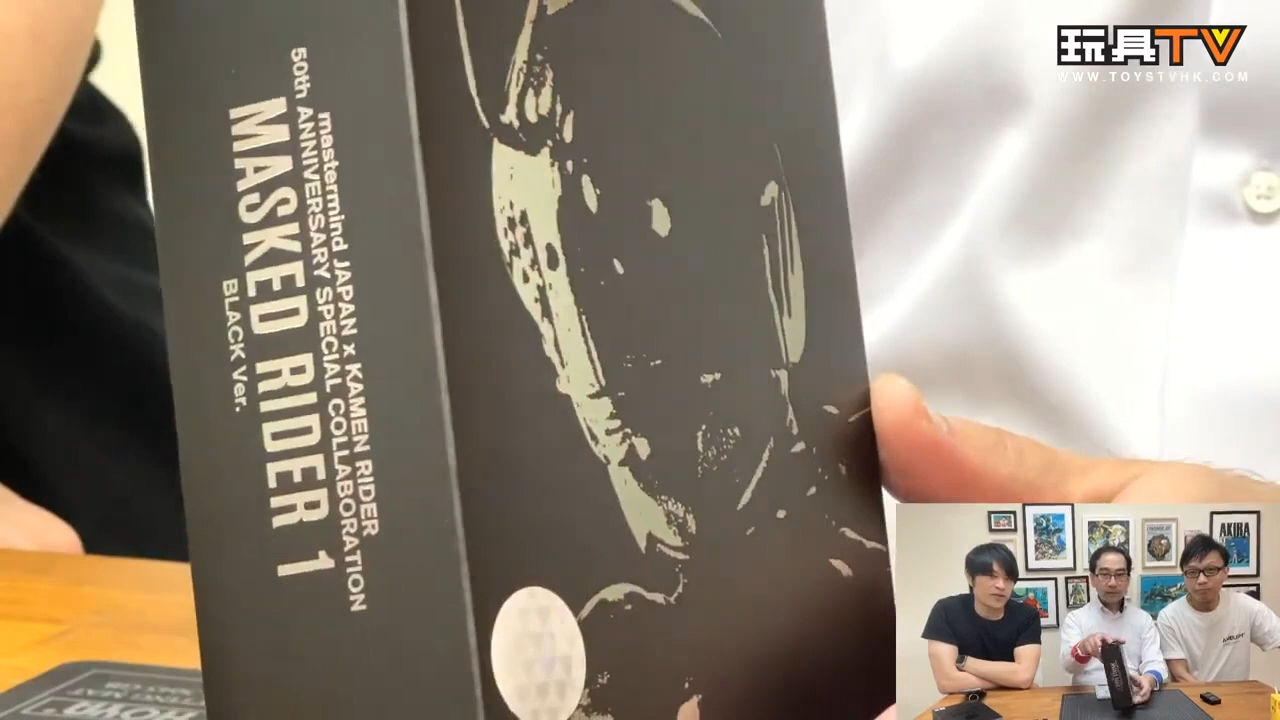 玩具TV
WWW.TOYSTVHK.COM
mastermind JAPAN x KAMEN RIDER
50th ANNIVERSARY SPECIAL COLLABORATION
MASKED RIDER 1
BLACK Ver.
AKIRA